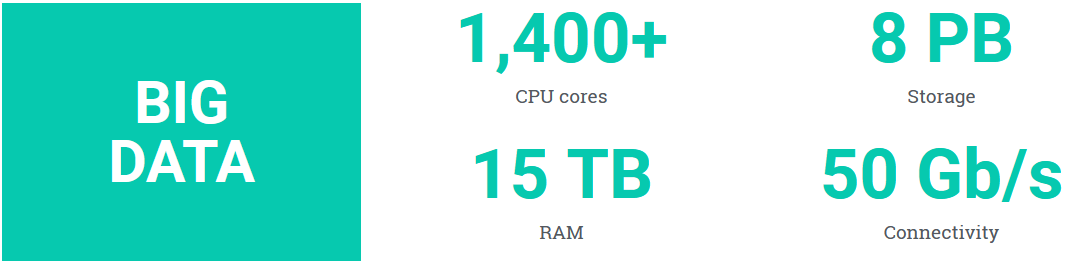 BIG
DATA
1,400+
CPU cores
8 PB
Storage
15 TB
RAM
50 Gb/s
Connectivity